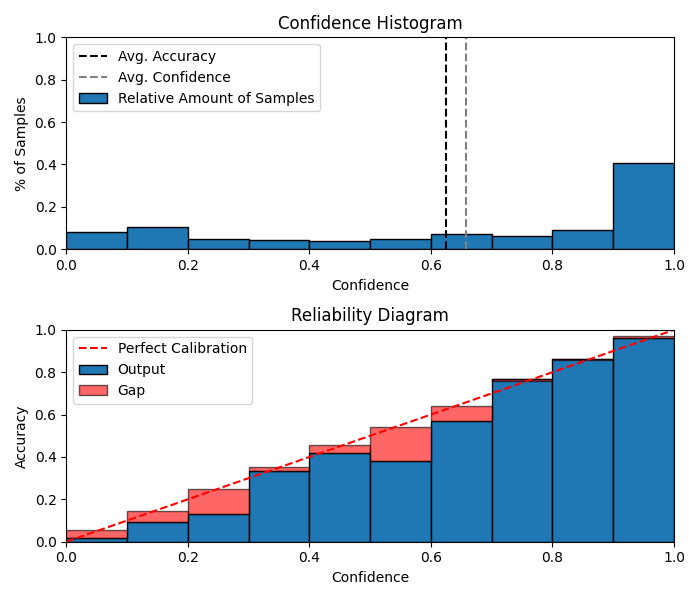 Confidence Histogram
1.0
0.8
0.6
0.4
0.2
0.0
% of Samples
Avg. Accuracy
Avg. Confidence
Relative Amount of Samples
0.0 0.2 0.4 0.6 0.8 1.0
Confidence
Reliability Diagram
1.0
0.8
0.6
0.4
0.2
0.0
Accuracy
Perfect Calibration
Output
Gap
0.0 0.2 0.4 0.6 0.8 1.0
Confidence